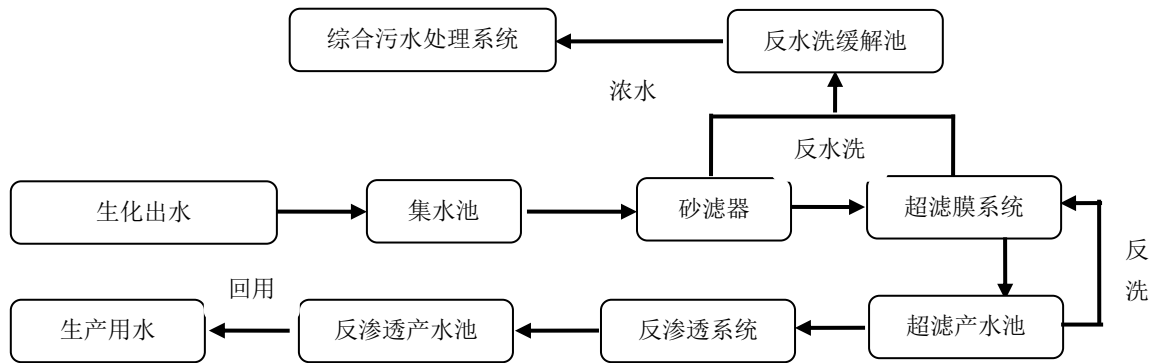 综合污水处理系统
反水洗缓解池
浓水
反水洗
生化出水
集水池
砂滤器
超滤膜系统
反洗
回用
生产用水
反渗透产水池
反渗透系统
超滤产水池